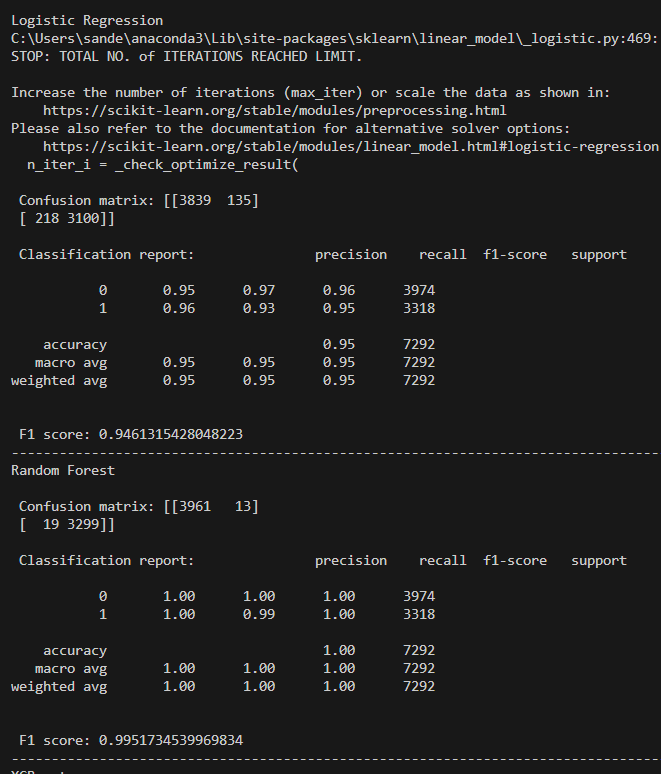 Logistic Regression
C:\Users\sande\anaconda3\Lib\site-packages\sklearn\linear_model\_logistic.py:469:
STOP: TOTAL NO. of ITERATIONS REACHED LIMIT.
Increase the number of iterations (max_iter) or scale the data as shown in:
https://scikit-learn.org/stable/modules/preprocessing.html
Please also refer to the documentation for alternative solver options:
https://scikit-learn.org/stable/modules/linear_model.html#logistic-regression
n_iter_i = _check_optimize_result(
Confusion matrix: [[3839  135]
[ 218 3100]]
Classification report:               precision    recall  f1-score   support
0       0.95      0.97      0.96      3974
1       0.96      0.93      0.95      3318
accuracy                           0.95      7292
macro avg       0.95      0.95      0.95      7292
weighted avg       0.95      0.95      0.95      7292
F1 score: 0.9461315428048223
------------------------------------------------------------------------
Random Forest
Confusion matrix: [[3961   13]
[  19 3299]]
Classification report:               precision    recall  f1-score   support
0       1.00      1.00      1.00      3974
1       1.00      0.99      1.00      3318
accuracy                           1.00      7292
macro avg       1.00      1.00      1.00      7292
weighted avg       1.00      1.00      1.00      7292
F1 score: 0.9951734539969834
------------------------------------------------------------------------